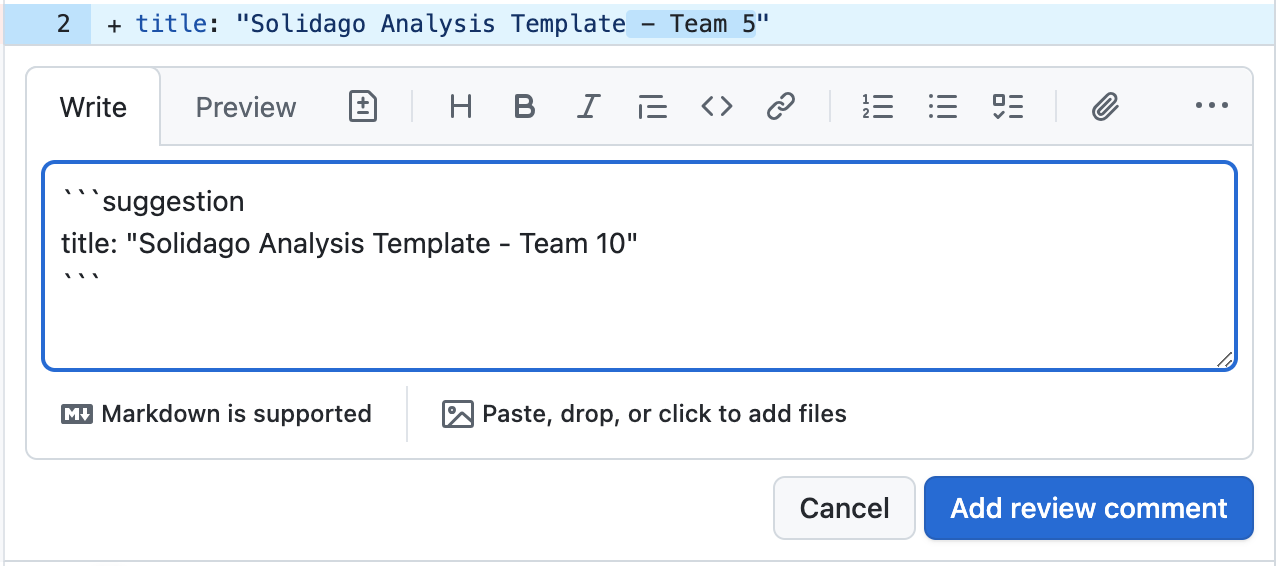 2 + title: "Solidago Analysis Template - Team 5"
Write Preview
```suggestion
title: "Solidago Analysis Template - Team 10"
```
Markdown is supported Paste, drop, or click to add files
Cancel Add review comment